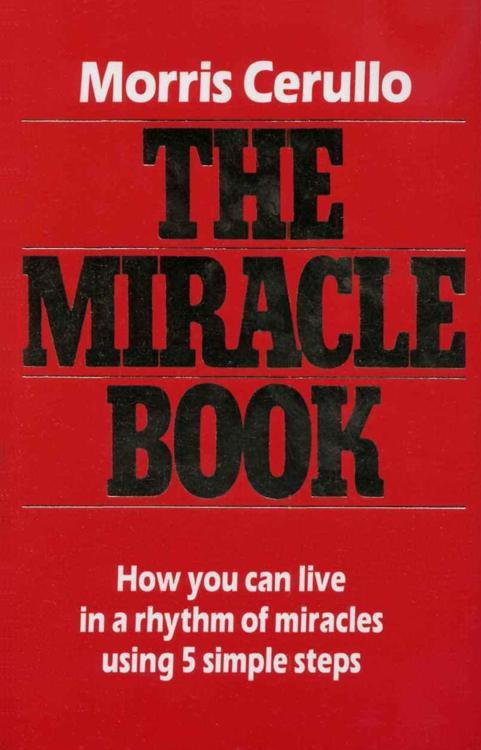 Morris Cerullo
THE
MIRACLE
BOOK
How you can live
in a rhythm of miracles
using 5 simple steps